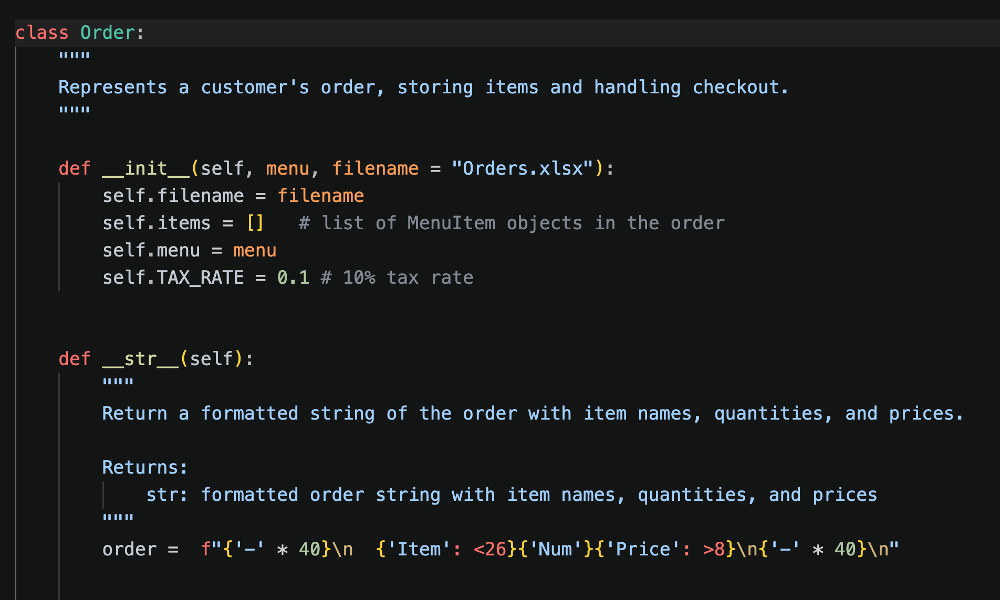 class Order:
    """
    Represents a customer's order, storing items and handling checkout.
    """

    def __init__(self, menu, filename = "Orders.xlsx"):
        self.filename = filename
        self.items = []   # list of MenuItem objects in the order
        self.menu = menu
        self.TAX_RATE = 0.1 # 10% tax rate


    def __str__(self):
        """
        Return a formatted string of the order with item names, quantities, and prices.

        Returns:
            str: formatted order string with item names, quantities, and prices
        """
        order =  f"{'-' * 40}\n  {'Item': <26}{'Num'}{'Price': >8}\n{'-' * 40}\n"